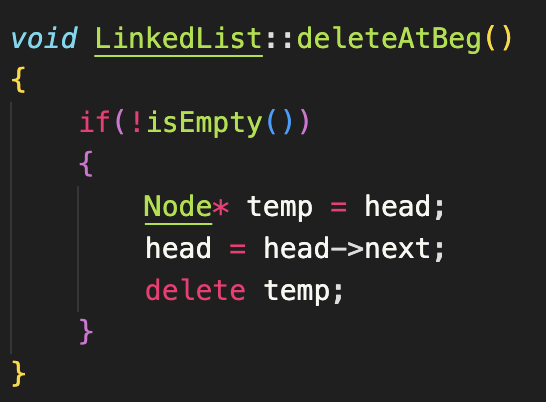 void LinkedList::deleteAtBeg()
{
    if(!isEmpty())
    {
        Node* temp = head;
        head = head->next;
        delete temp;
    }
}